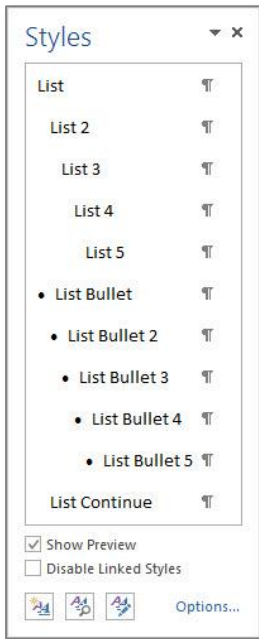 Styles
List ¶
List 2 ¶
List 3 ¶
List 4 ¶
List 5 ¶
• List Bullet ¶
• List Bullet 2 ¶
• List Bullet 3 ¶
• List Bullet 4 ¶
• List Bullet 5 ¶
List Continue ¶
Show Preview
Disable Linked Styles
Options...